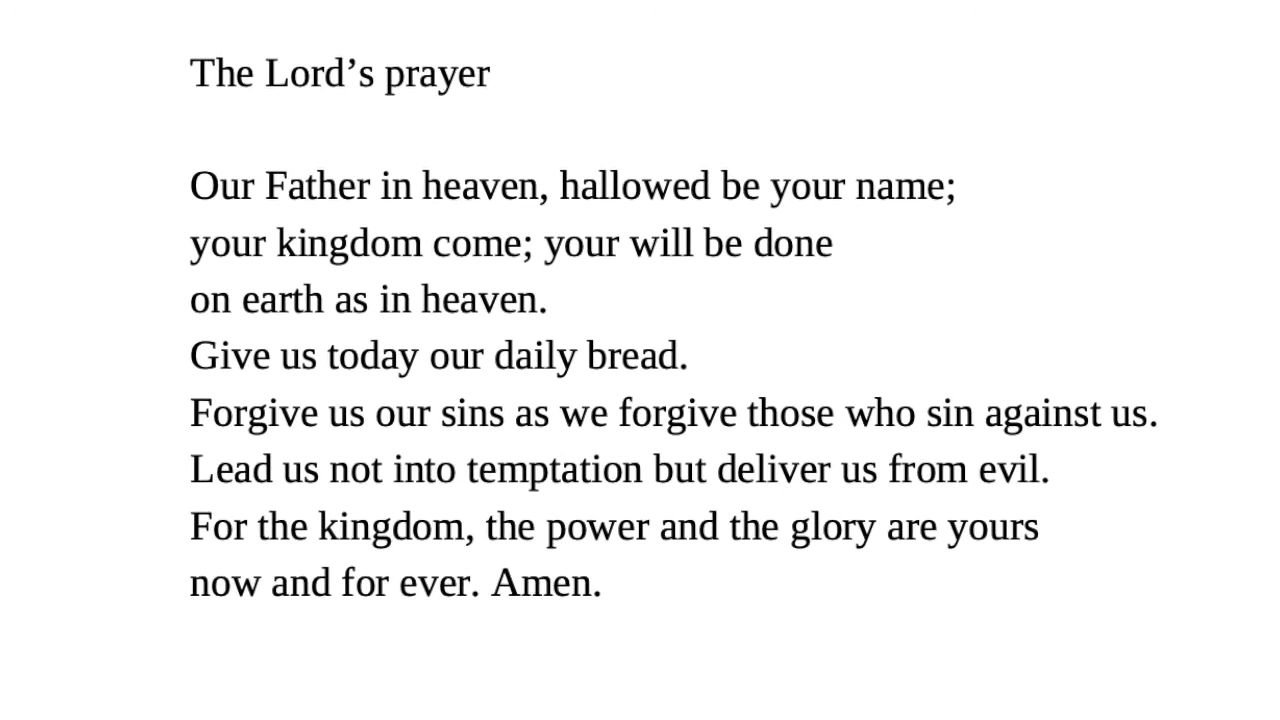 The Lord’s prayer
Our Father in heaven, hallowed be your name;
your kingdom come; your will be done
on earth as in heaven.
Give us today our daily bread.
Forgive us our sins as we forgive those who sin against us.
Lead us not into temptation but deliver us from evil.
For the kingdom, the power and the glory are yours
now and for ever. Amen.